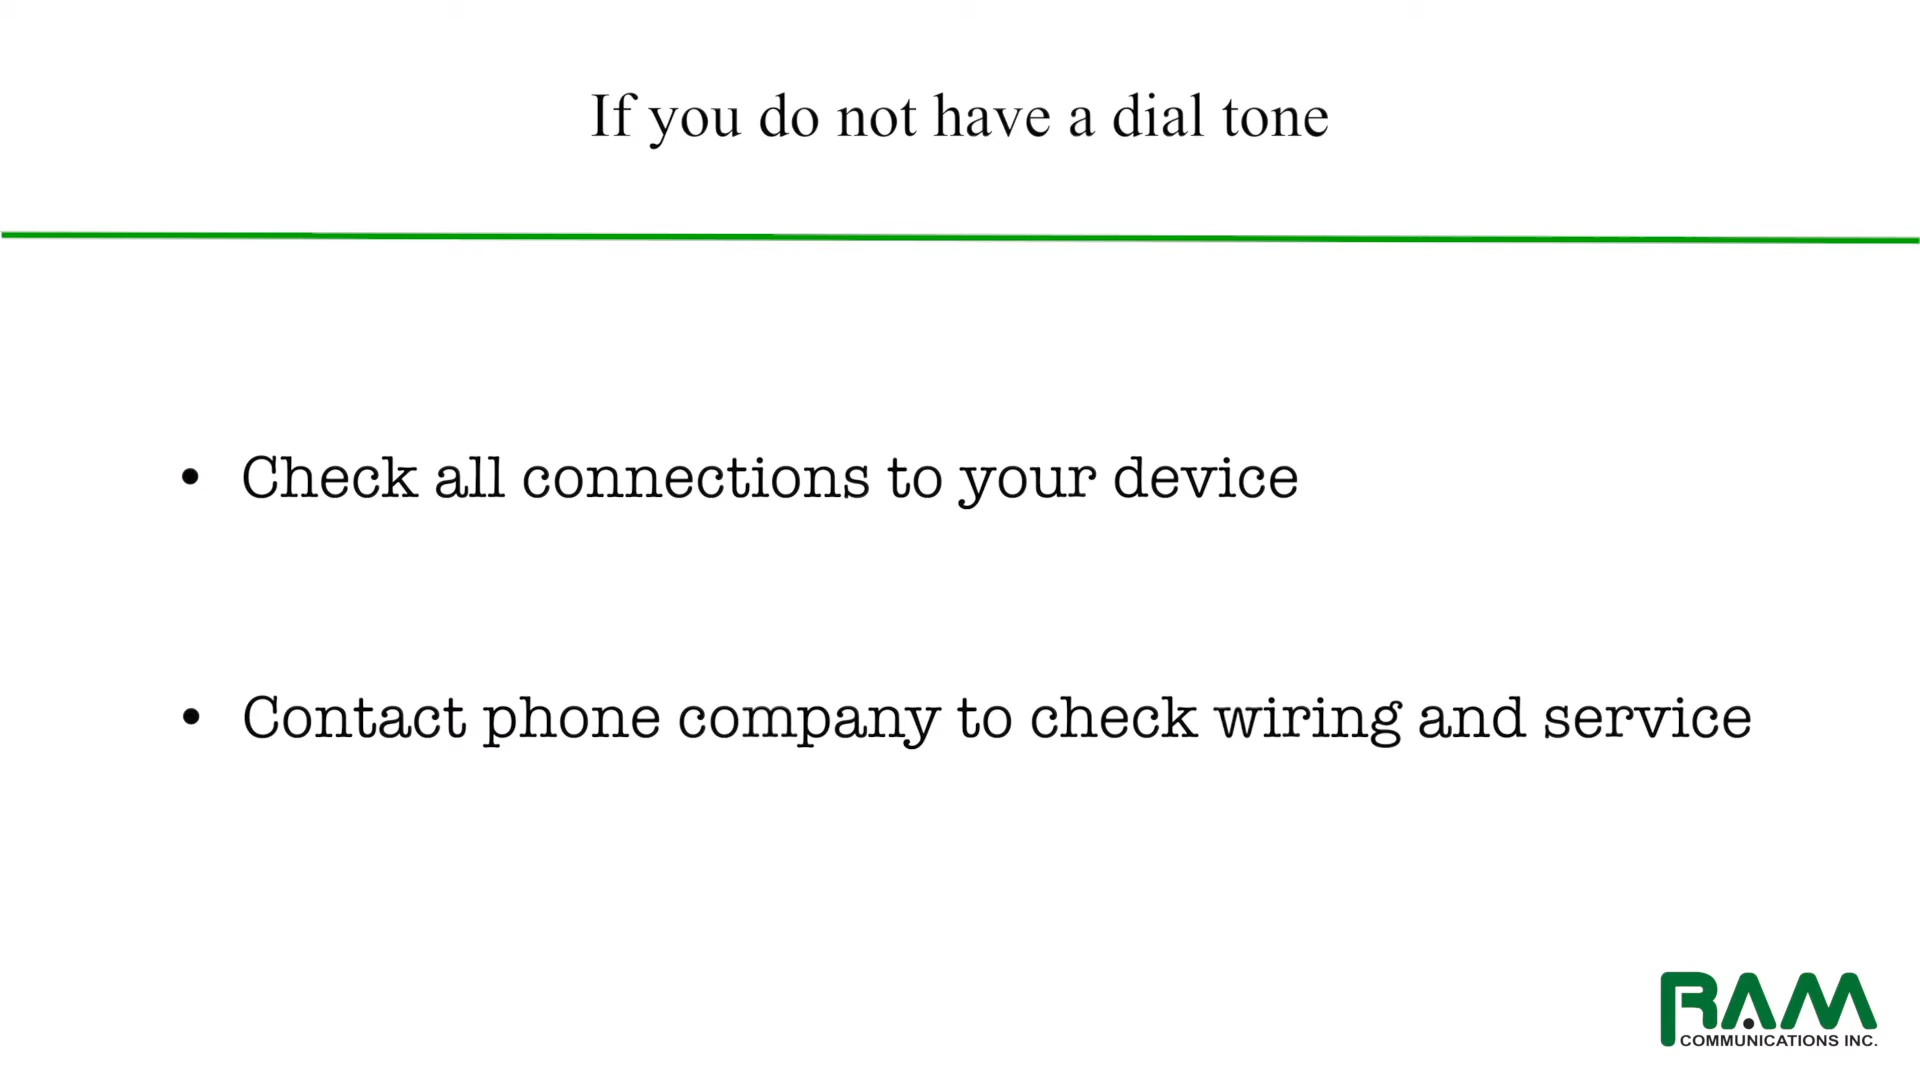 If you do not have a dial tone
• Check all connections to your device
• Contact phone company to check wiring and service
RAM
COMMUNICATIONS INC.